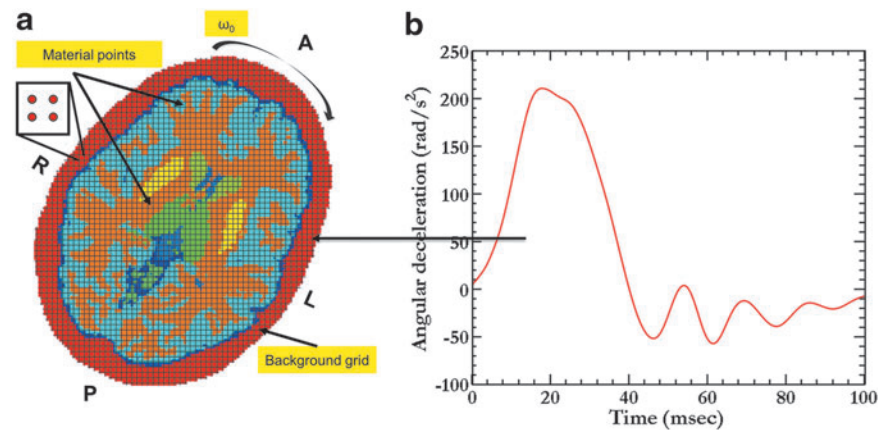 a
ω0
A
Material points
R
L
Background grid
P
b
Angular deceleration (rad/s²)
250
200
150
100
50
0
-50
-100
0
20
40
60
80
100
Time (msec)